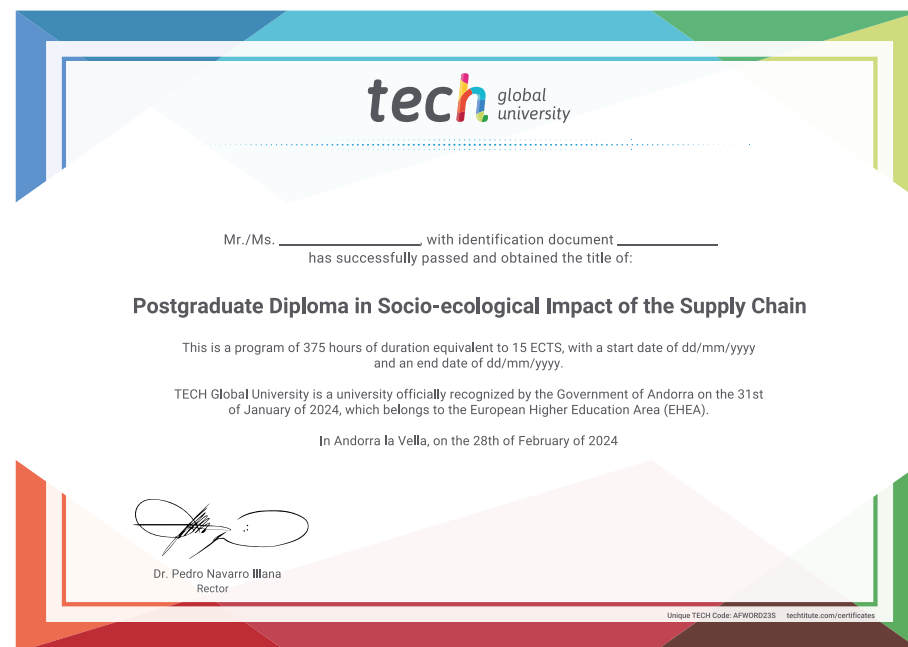 tech global university
Mr./Ms. ____________, with identification document ____________
has successfully passed and obtained the title of:
Postgraduate Diploma in Socio-ecological Impact of the Supply Chain
This is a program of 375 hours of duration equivalent to 15 ECTS, with a start date of dd/mm/yyyy
and an end date of dd/mm/yyyy.
TECH Global University is a university officially recognized by the Government of Andorra on the 31st
of January of 2024, which belongs to the European Higher Education Area (EHEA).
In Andorra la Vella, on the 28th of February of 2024
Dr. Pedro Navarro Illana
Rector
Unique TECH Code: AFWORD23S techtitute.com/certificates